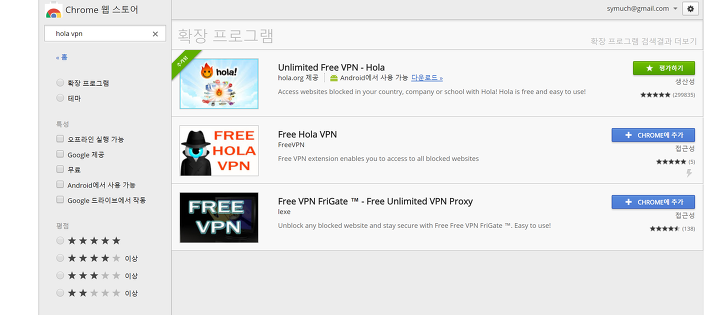 Chrome 웹 스토어
symuch@gmail.com
hola vpn
« 홈
확장 프로그램
테마
특성
오프라인 실행 가능
Google 제공
무료
Android에서 사용 가능
Google 드라이브에서 작동
평점
이상
이상
이상
확장 프로그램
확장 프로그램 검색결과 더보기
추가됨
hola!
Unlimited Free VPN - Hola
hola.org 제공
Android에서 사용 가능 다운로드 »
Access websites blocked in your country, company or school with Hola! Hola is free and easy to use!
평가하기
생산성
(299835)
FREE
HOLA
VPN
Free Hola VPN
FreeVPN
Free VPN extension enables you to access to all blocked websites
CHROME에 추가
접근성
(5)
FREE
VPN
Free VPN FriGate ™ - Free Unlimited VPN Proxy
lexe
Unblock any blocked website and stay secure with Free Free VPN FriGate ™. Easy to use!
CHROME에 추가
접근성
(138)